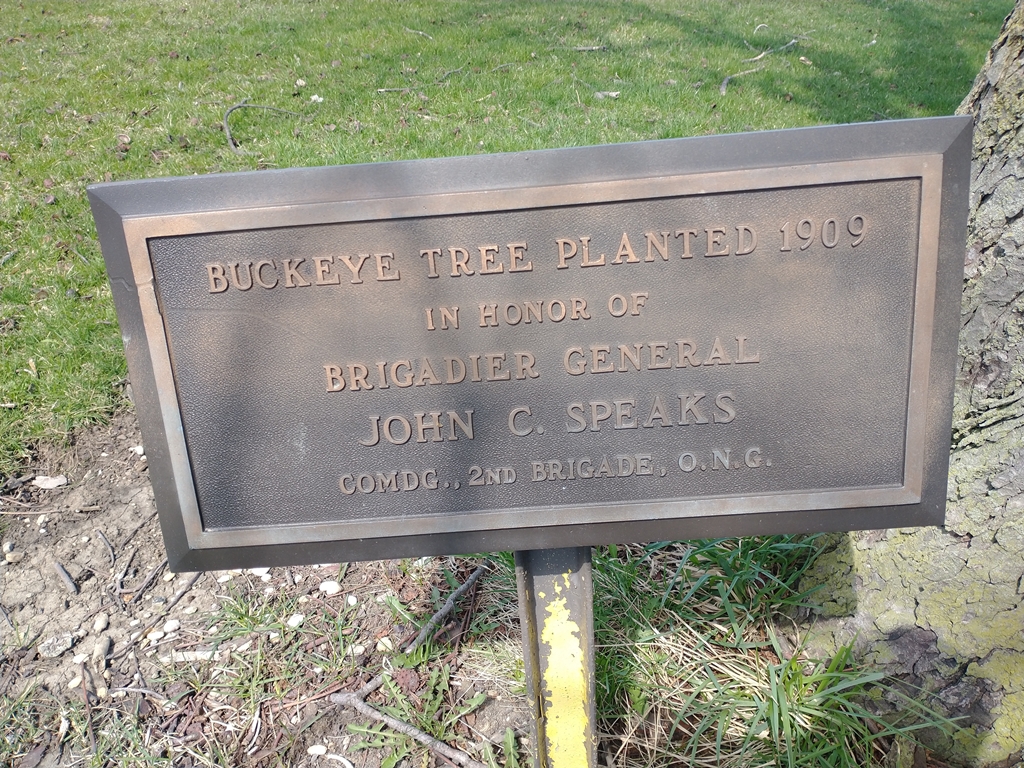 BUCKEYE TREE PLANTED 1909
IN HONOR OF
BRIGADIER GENERAL
JOHN C. SPEAKS
COMDG., 2ND BRIGADE, O.N.G.